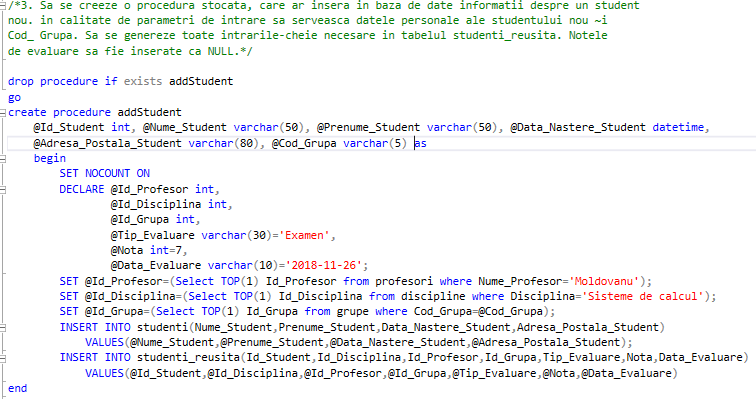 /*3. Sa se creeze o procedura stocata, care ar insera in baza de date informatii despre un student
nou. in calitate de parametri de intrare sa serveasca datele personale ale studentului nou ~i
Cod_ Grupa. Sa se genereze toate intrarile-cheie necesare in tabelul studenti_reusita. Notele
de evaluare sa fie inserate ca NULL.*/
drop procedure if exists addStudent
go
create procedure addStudent
@Id_Student int, @Nume_Student varchar(50), @Prenume_Student varchar(50), @Data_Nastere_Student datetime,
@Adresa_Postala_Student varchar(80), @Cod_Grupa varchar(5) as
begin
SET NOCOUNT ON
DECLARE @Id_Profesor int,
@Id_Disciplina int,
@Id_Grupa int,
@Tip_Evaluare varchar(30)='Examen',
@Nota int=7,
@Data_Evaluare varchar(10)='2018-11-26';
SET @Id_Profesor=(Select TOP(1) Id_Profesor from profesori where Nume_Profesor='Moldovanu');
SET @Id_Disciplina=(Select TOP(1) Id_Disciplina from discipline where Disciplina='Sisteme de calcul');
SET @Id_Grupa=(Select TOP(1) Id_Grupa from grupe where Cod_Grupa=@Cod_Grupa);
INSERT INTO studenti(Nume_Student,Prenume_Student,Data_Nastere_Student,Adresa_Postala_Student)
VALUES(@Nume_Student,@Prenume_Student,@Data_Nastere_Student,@Adresa_Postala_Student);
INSERT INTO studenti_reusita(Id_Student,Id_Disciplina,Id_Profesor,Id_Grupa,Tip_Evaluare,Nota,Data_Evaluare)
VALUES(@Id_Student,@Id_Disciplina,@Id_Profesor,@Id_Grupa,@Tip_Evaluare,@Nota,@Data_Evaluare)
end